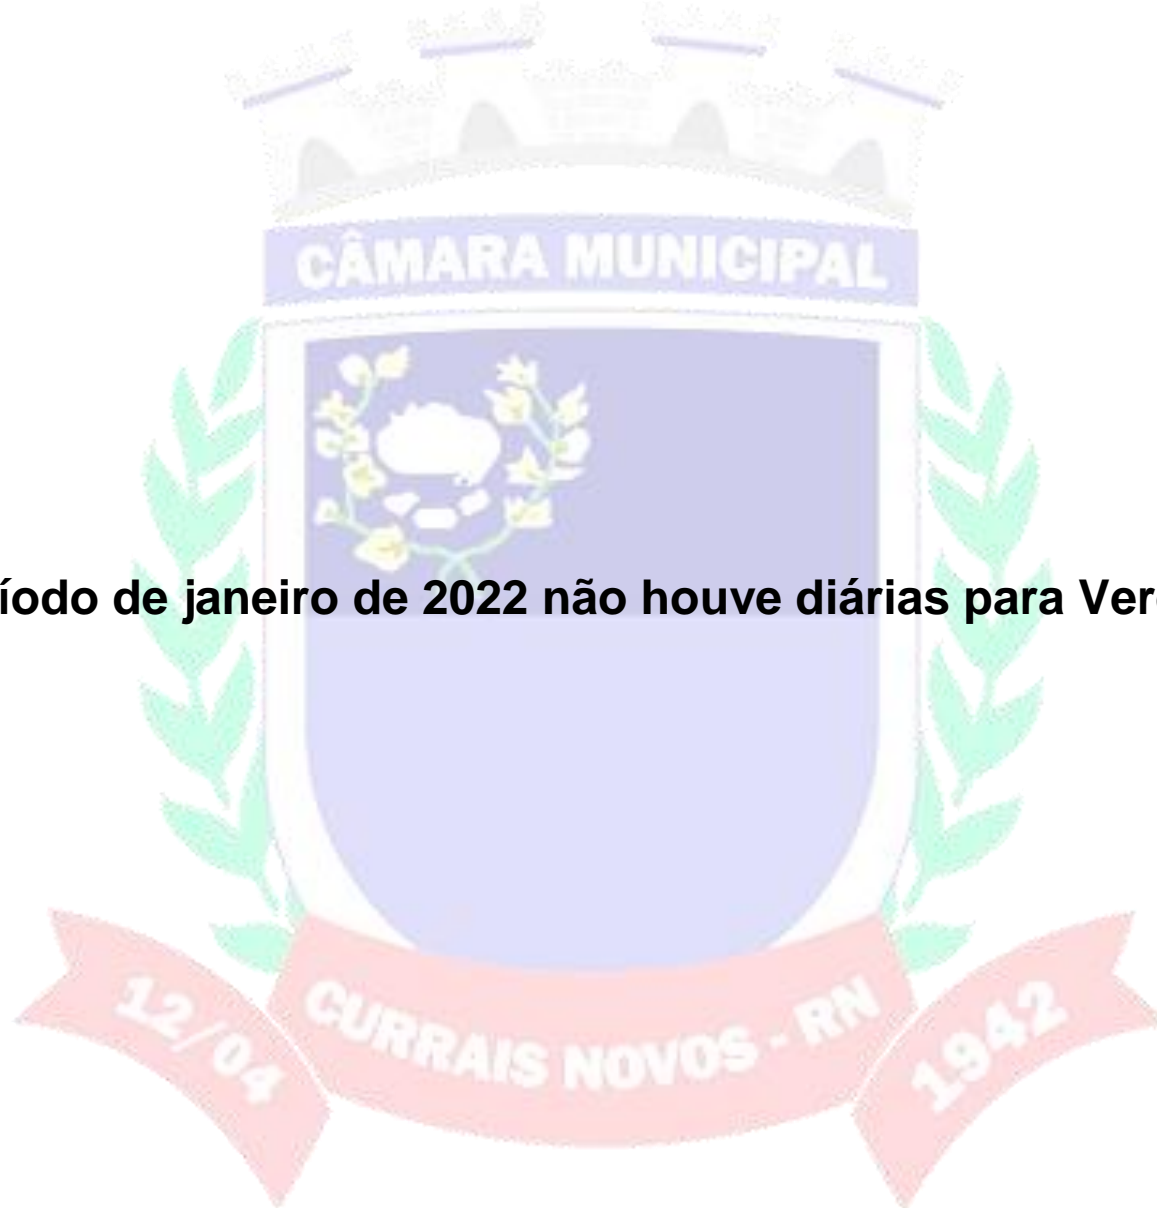 CÂMARA MUNICIPAL
íodo de janeiro de 2022 não houve diárias para Ver
12/04
CURRAIS NOVOS - RN
1942